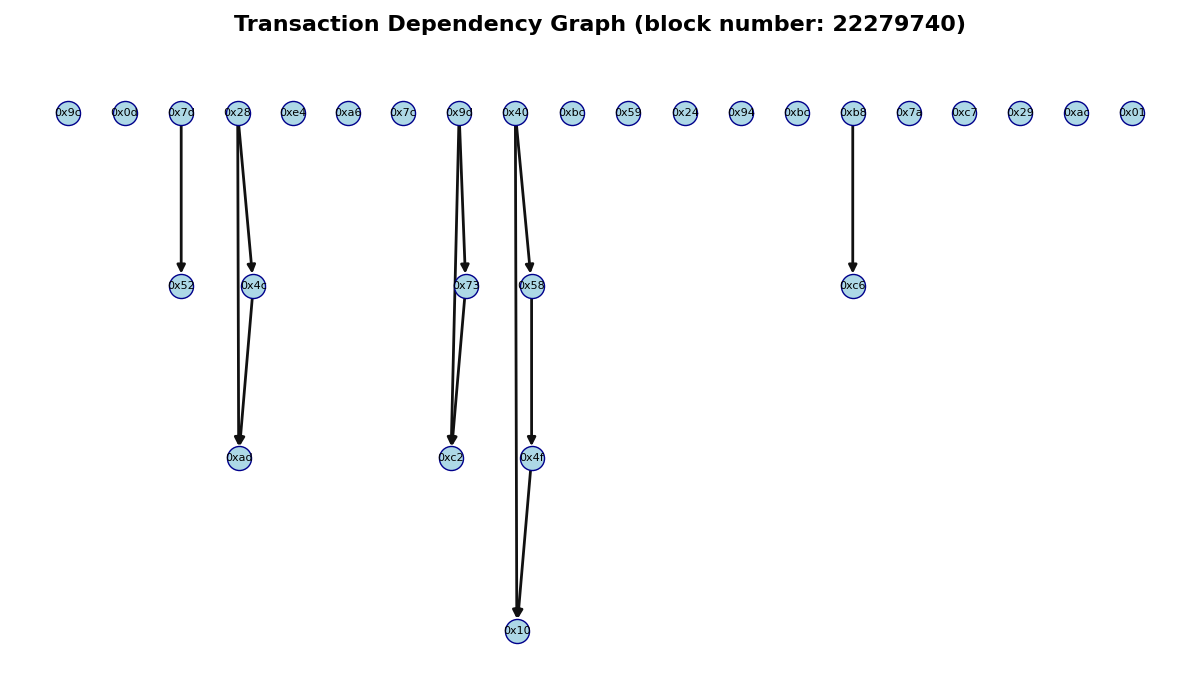 Transaction Dependency Graph (block number: 22279740)
0x9c 0x0d 0x7d 0x28 0xe4 0xa6 0x7c 0x9d 0x40 0xbc 0x59 0x24 0x94 0xbc 0xb8 0x7a 0xc7 0x29 0xac 0x01
0x52 0x4c 0x73 0x58 0xc6
0xad 0xc2 0x4f
0x10